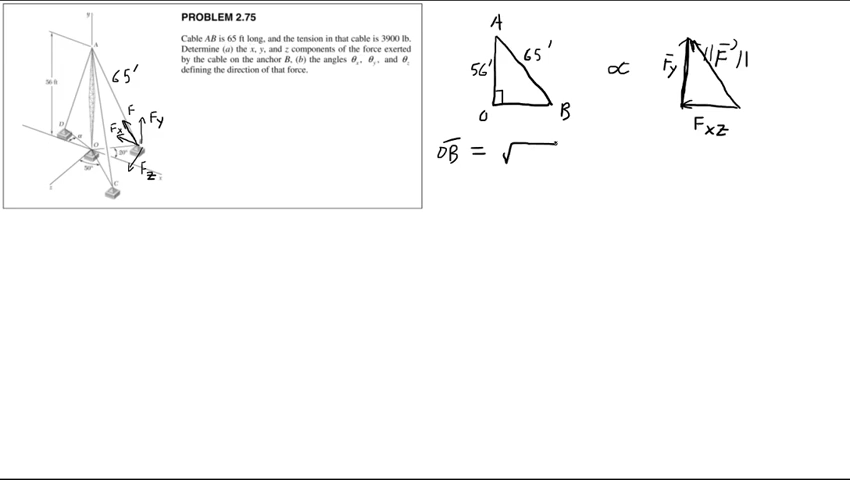 PROBLEM 2.75
Cable AB is 65 ft long, and the tension in that cable is 3900 lb.
Determine (a) the x, y, and z components of the force exerted
by the cable on the anchor B, (b) the angles θx, θy, and θz
defining the direction of that force.
y
A
65'
56 ft
F
Fx
Fy
D
α
O
20°
Fz
50°
C
x
A
56'
65'
O
B
∝
Fy
||F⃗||
Fxz
OB = √